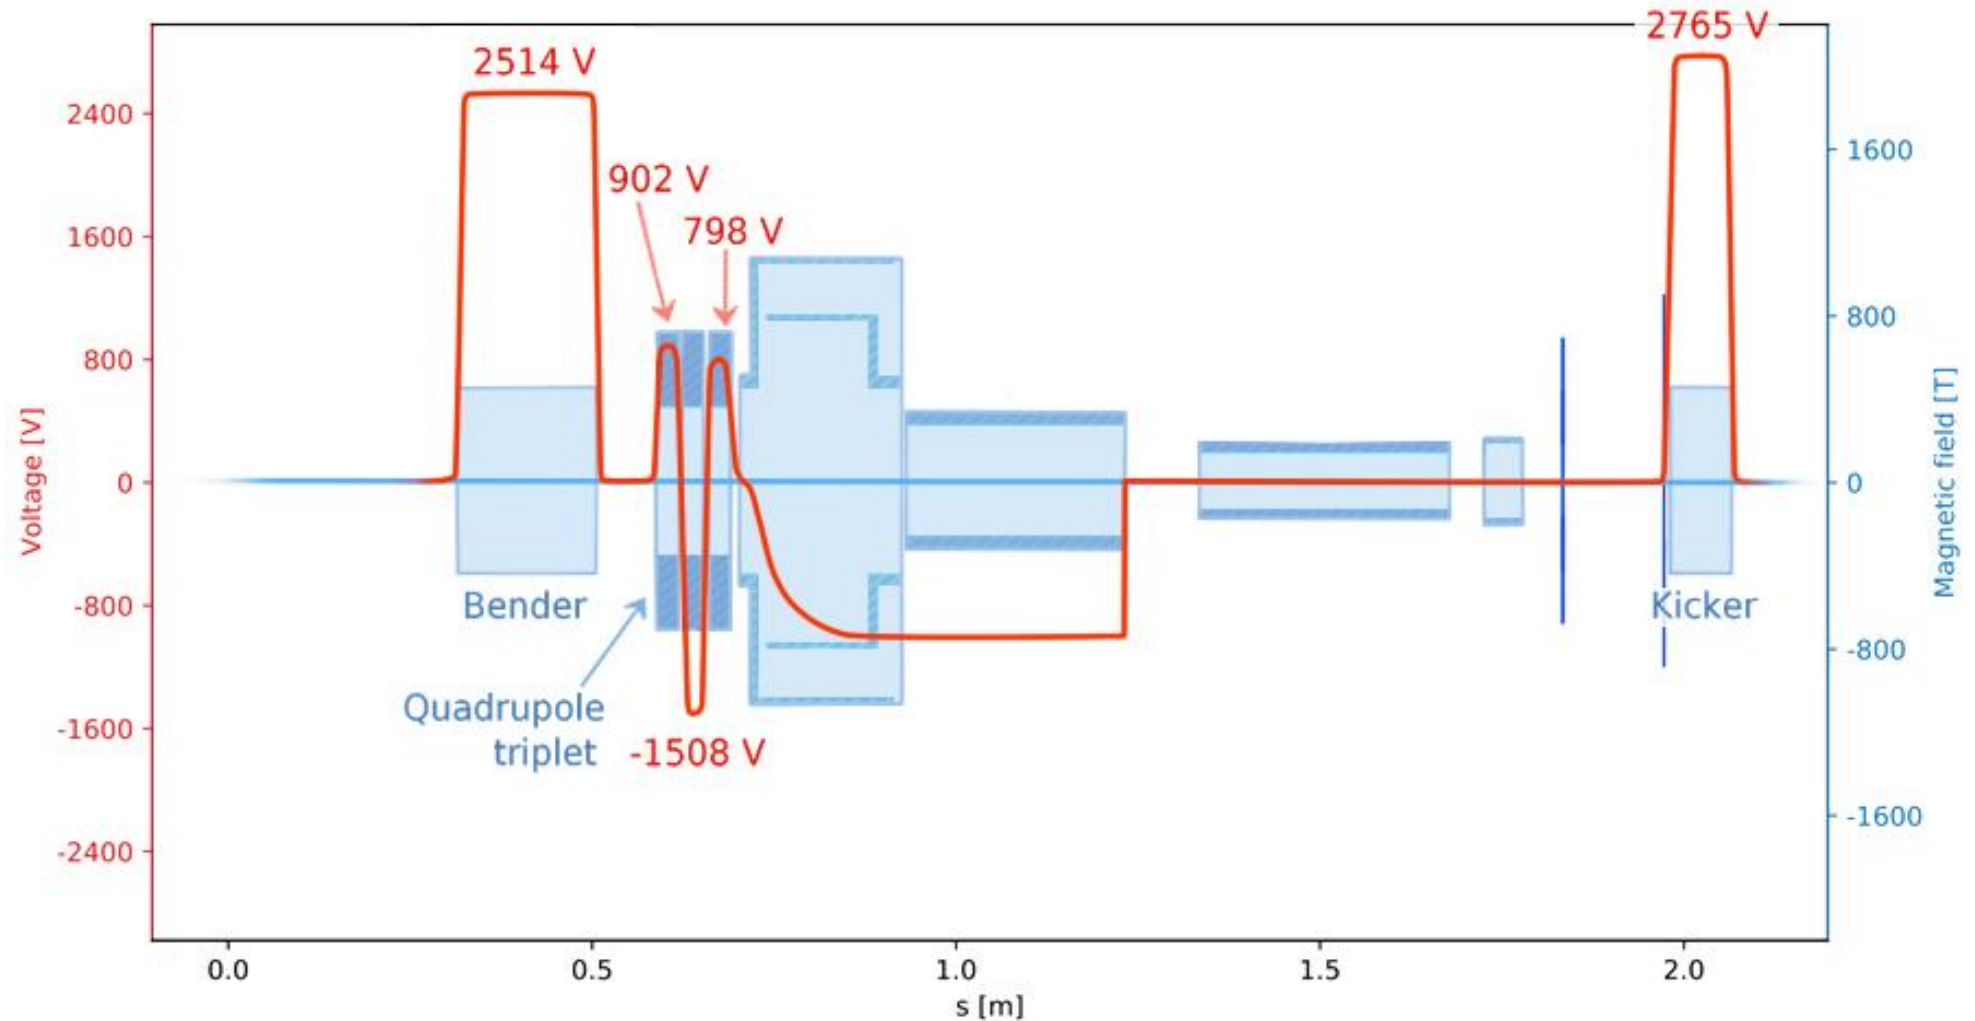 2765 V
2514 V
902 V
798 V
2400
1600
800
0
-800
-1600
-2400
Voltage [V]
1600
800
0
-800
-1600
Magnetic field [T]
Bender
Kicker
Quadrupole
triplet
-1508 V
0.0
0.5
1.0
1.5
2.0
s [m]